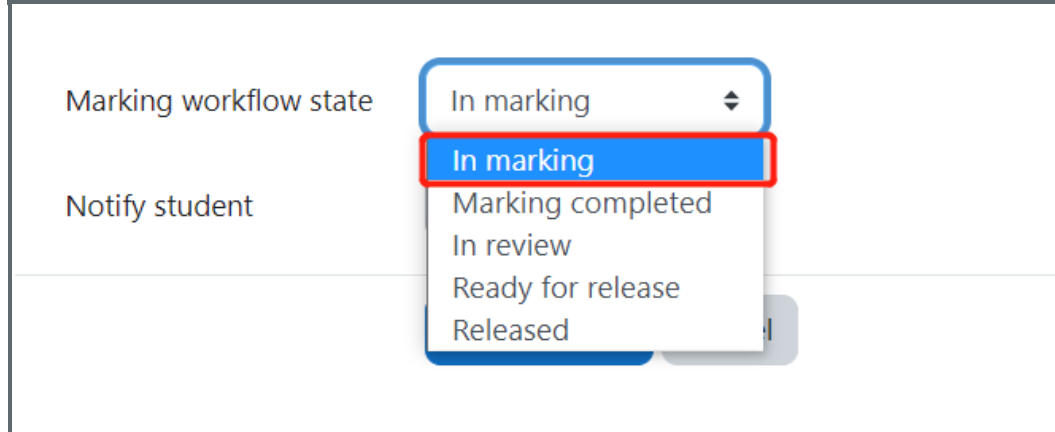 Marking workflow state
In marking
In marking
Marking completed
Notify student
In review
Ready for release
Released